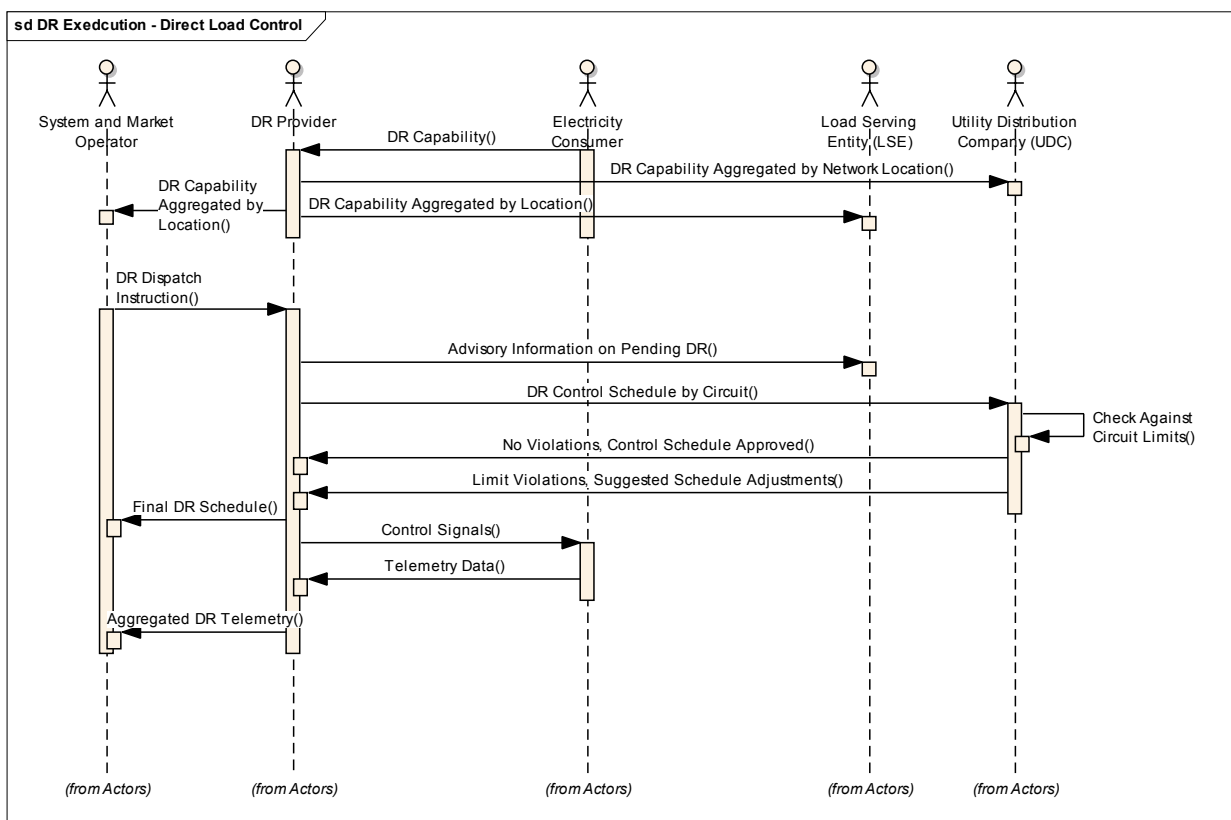 sd DR Exedcution - Direct Load Control
System and Market
Operator
DR Provider
Electricity
Consumer
Load Serving
Entity (LSE)
Utility Distribution
Company (UDC)
DR Capability()
DR Capability Aggregated by Network Location()
DR Capability
Aggregated by
Location()
DR Capability Aggregated by Location()
DR Dispatch
Instruction()
Advisory Information on Pending DR()
DR Control Schedule by Circuit()
Check Against
Circuit Limits()
No Violations, Control Schedule Approved()
Limit Violations, Suggested Schedule Adjustments()
Final DR Schedule()
Control Signals()
Telemetry Data()
Aggregated DR Telemetry()
(from Actors)
(from Actors)
(from Actors)
(from Actors)
(from Actors)